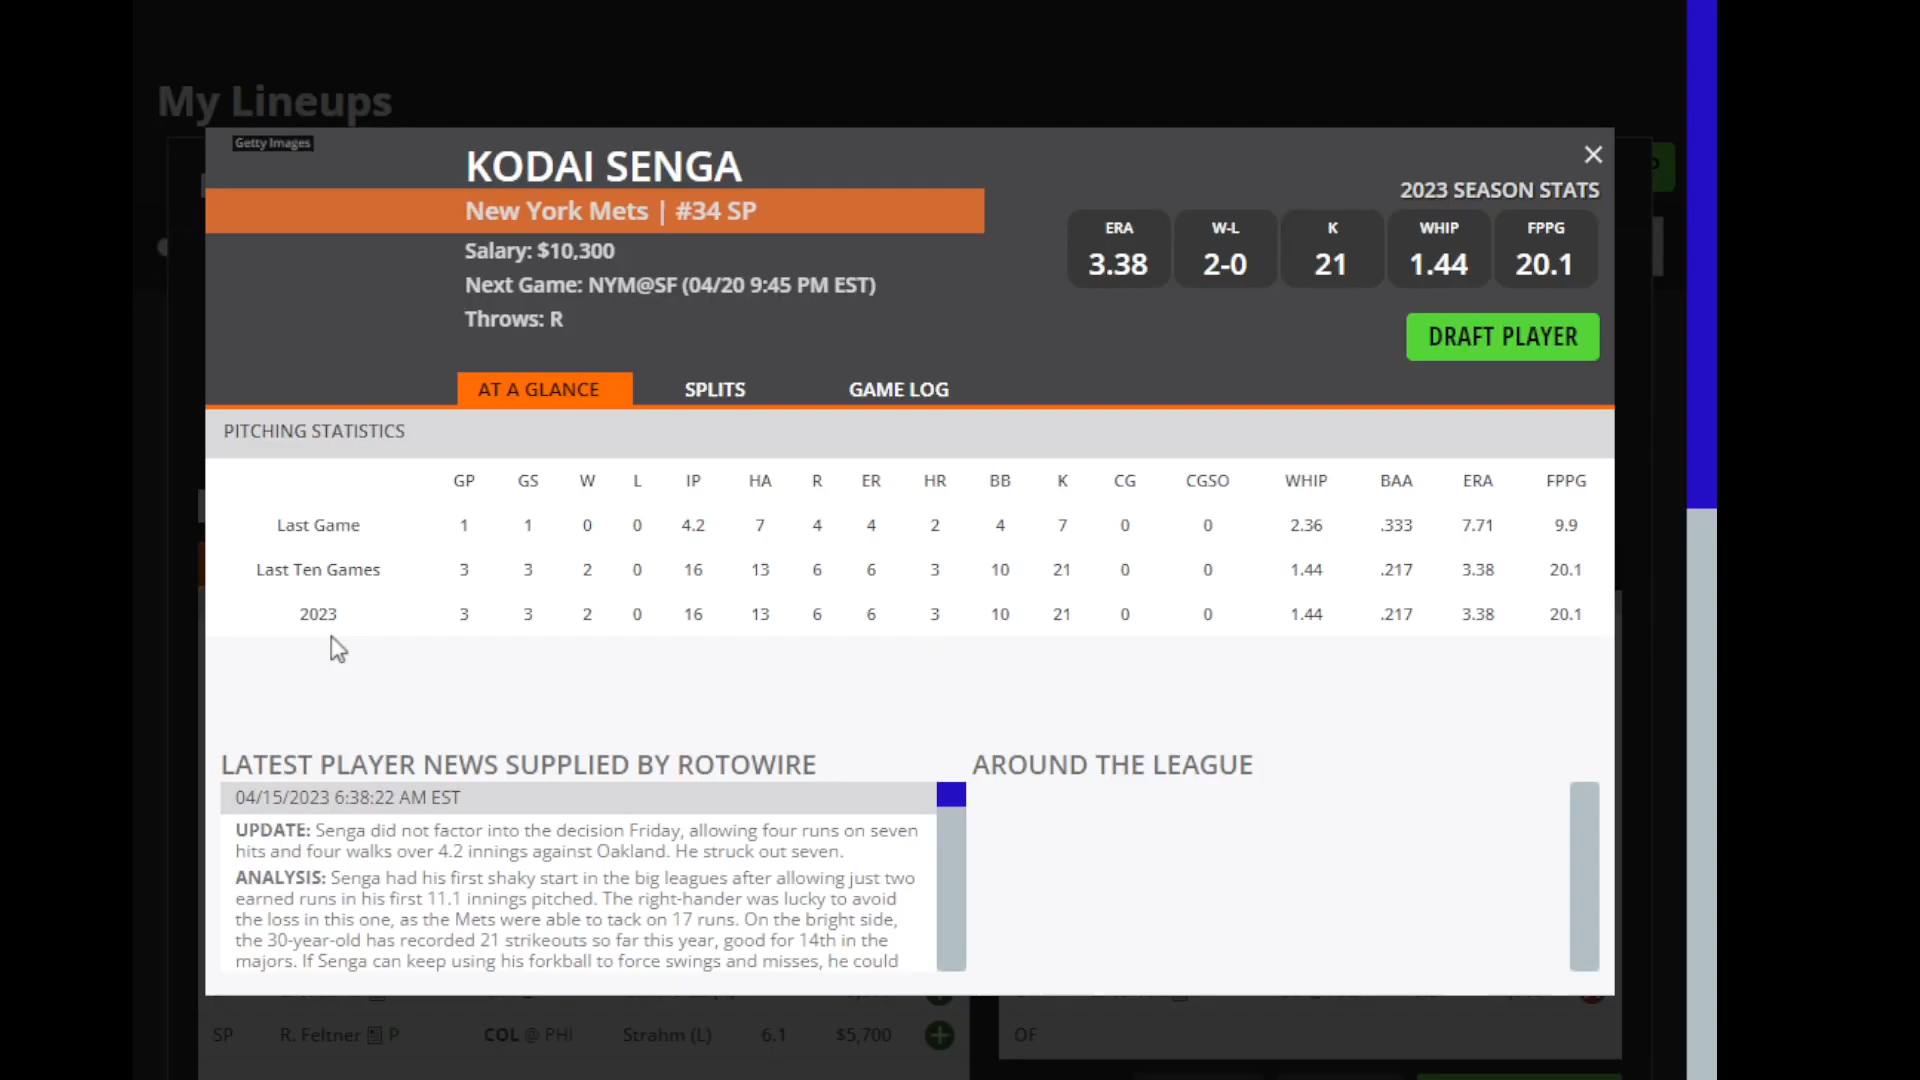 My Lineups
Getty Images
KODAI SENGA
New York Mets | #34 SP
Salary: $10,300
Next Game: NYM@SF (04/20 9:45 PM EST)
Throws: R
2023 SEASON STATS
ERA W-L K WHIP FPPG
3.38 2-0 21 1.44 20.1
DRAFT PLAYER
AT A GLANCE SPLITS GAME LOG
PITCHING STATISTICS
GP GS W L IP HA R ER HR BB K CG CGSO WHIP BAA ERA FPPG
Last Game 1 1 0 0 4.2 7 4 4 2 4 7 0 0 2.36 .333 7.71 9.9
Last Ten Games 3 3 2 0 16 13 6 6 3 10 21 0 0 1.44 .217 3.38 20.1
2023 3 3 2 0 16 13 6 6 3 10 21 0 0 1.44 .217 3.38 20.1
LATEST PLAYER NEWS SUPPLIED BY ROTOWIRE
04/15/2023 6:38:22 AM EST
UPDATE: Senga did not factor into the decision Friday, allowing four runs on seven
hits and four walks over 4.2 innings against Oakland. He struck out seven.
ANALYSIS: Senga had his first shaky start in the big leagues after allowing just two
earned runs in his first 11.1 innings pitched. The right-hander was lucky to avoid
the loss in this one, as the Mets were able to tack on 17 runs. On the bright side,
the 30-year-old has recorded 21 strikeouts so far this year, good for 14th in the
majors. If Senga can keep using his forkball to force swings and misses, he could
AROUND THE LEAGUE
SP R. Feltner P COL @ PHI Strahm (L) 6.1 $5,700
OF